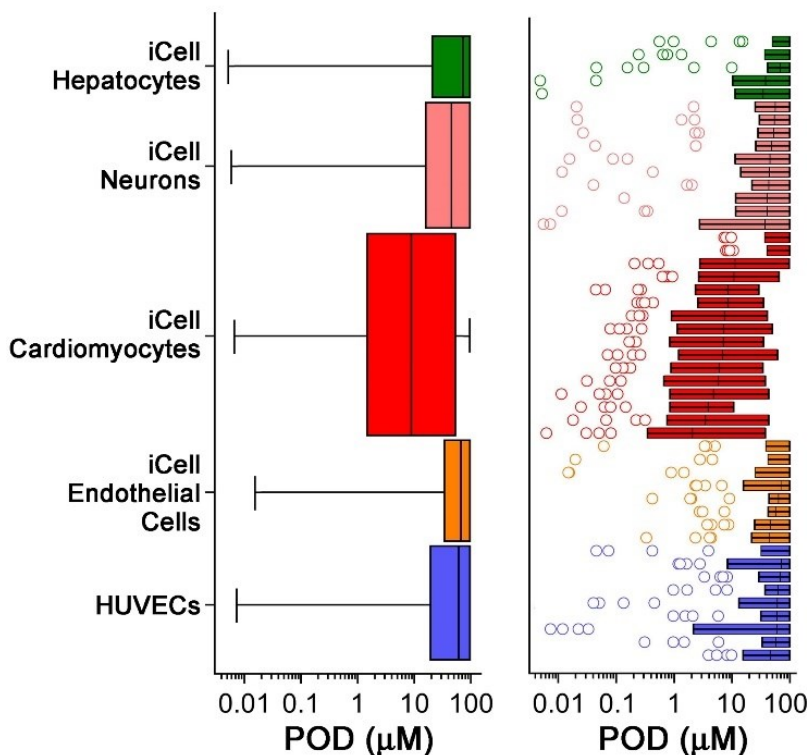 iCell
Hepatocytes
iCell
Neurons
iCell
Cardiomyocytes
iCell
Endothelial
Cells
HUVECs
0.01 0.1 1 10 100
POD (μM)
0.01 0.1 1 10 100
POD (μM)